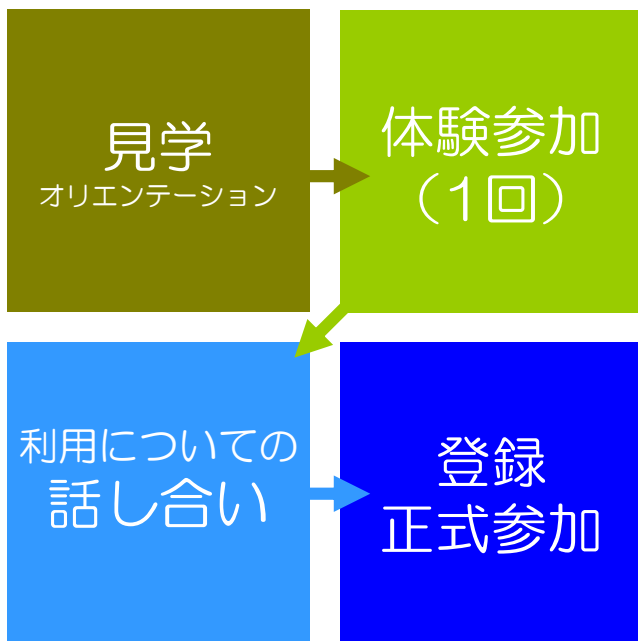 見学
オリエンテーション
体験参加
（1回）
利用についての
話し合い
登録
正式参加